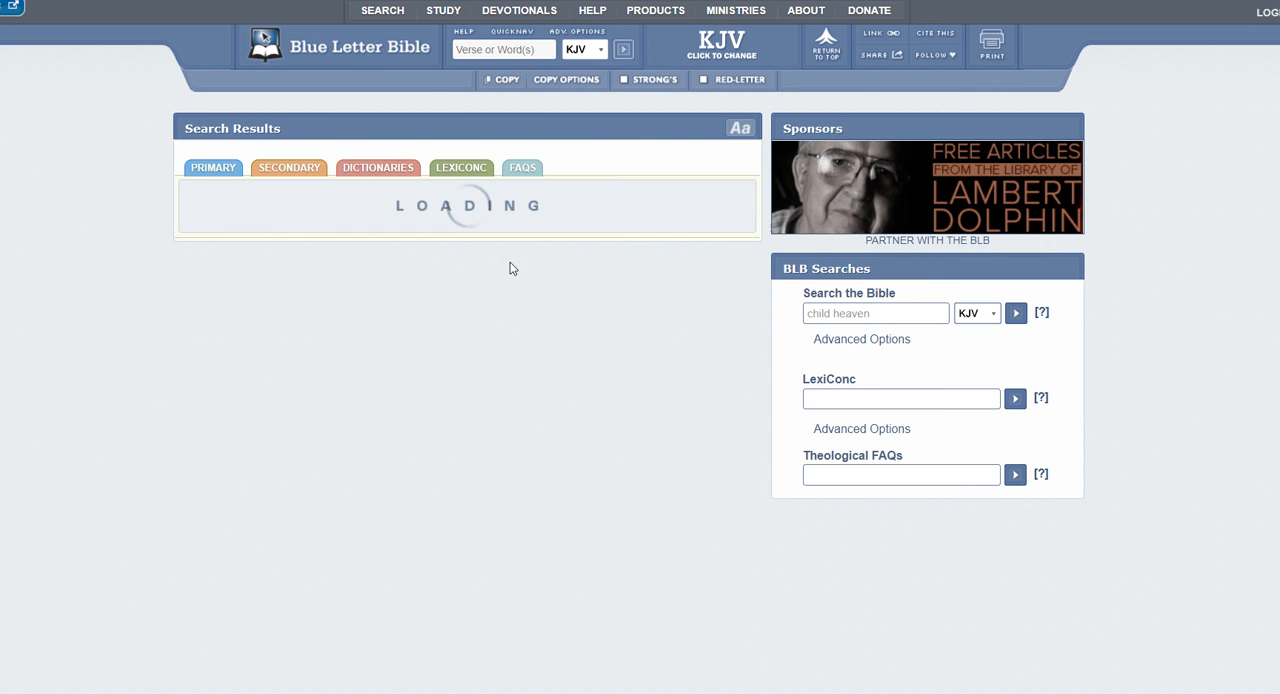 SEARCH STUDY DEVOTIONALS HELP PRODUCTS MINISTRIES ABOUT DONATE
Blue Letter Bible
HELP QUICKNAV ADV. OPTIONS
Verse or Word(s) KJV
KJV
CLICK TO CHANGE
RETURN
TO TOP
LINK CITE THIS
SHARE FOLLOW
PRINT
COPY COPY OPTIONS STRONG'S RED-LETTER
Search Results Aa
PRIMARY SECONDARY DICTIONARIES LEXICONC FAQS
LOADING
Sponsors
FREE ARTICLES
FROM THE LIBRARY OF
LAMBERT
DOLPHIN
PARTNER WITH THE BLB
BLB Searches
Search the Bible
child heaven KJV [?]
Advanced Options
LexiConc
[?]
Advanced Options
Theological FAQs
[?]